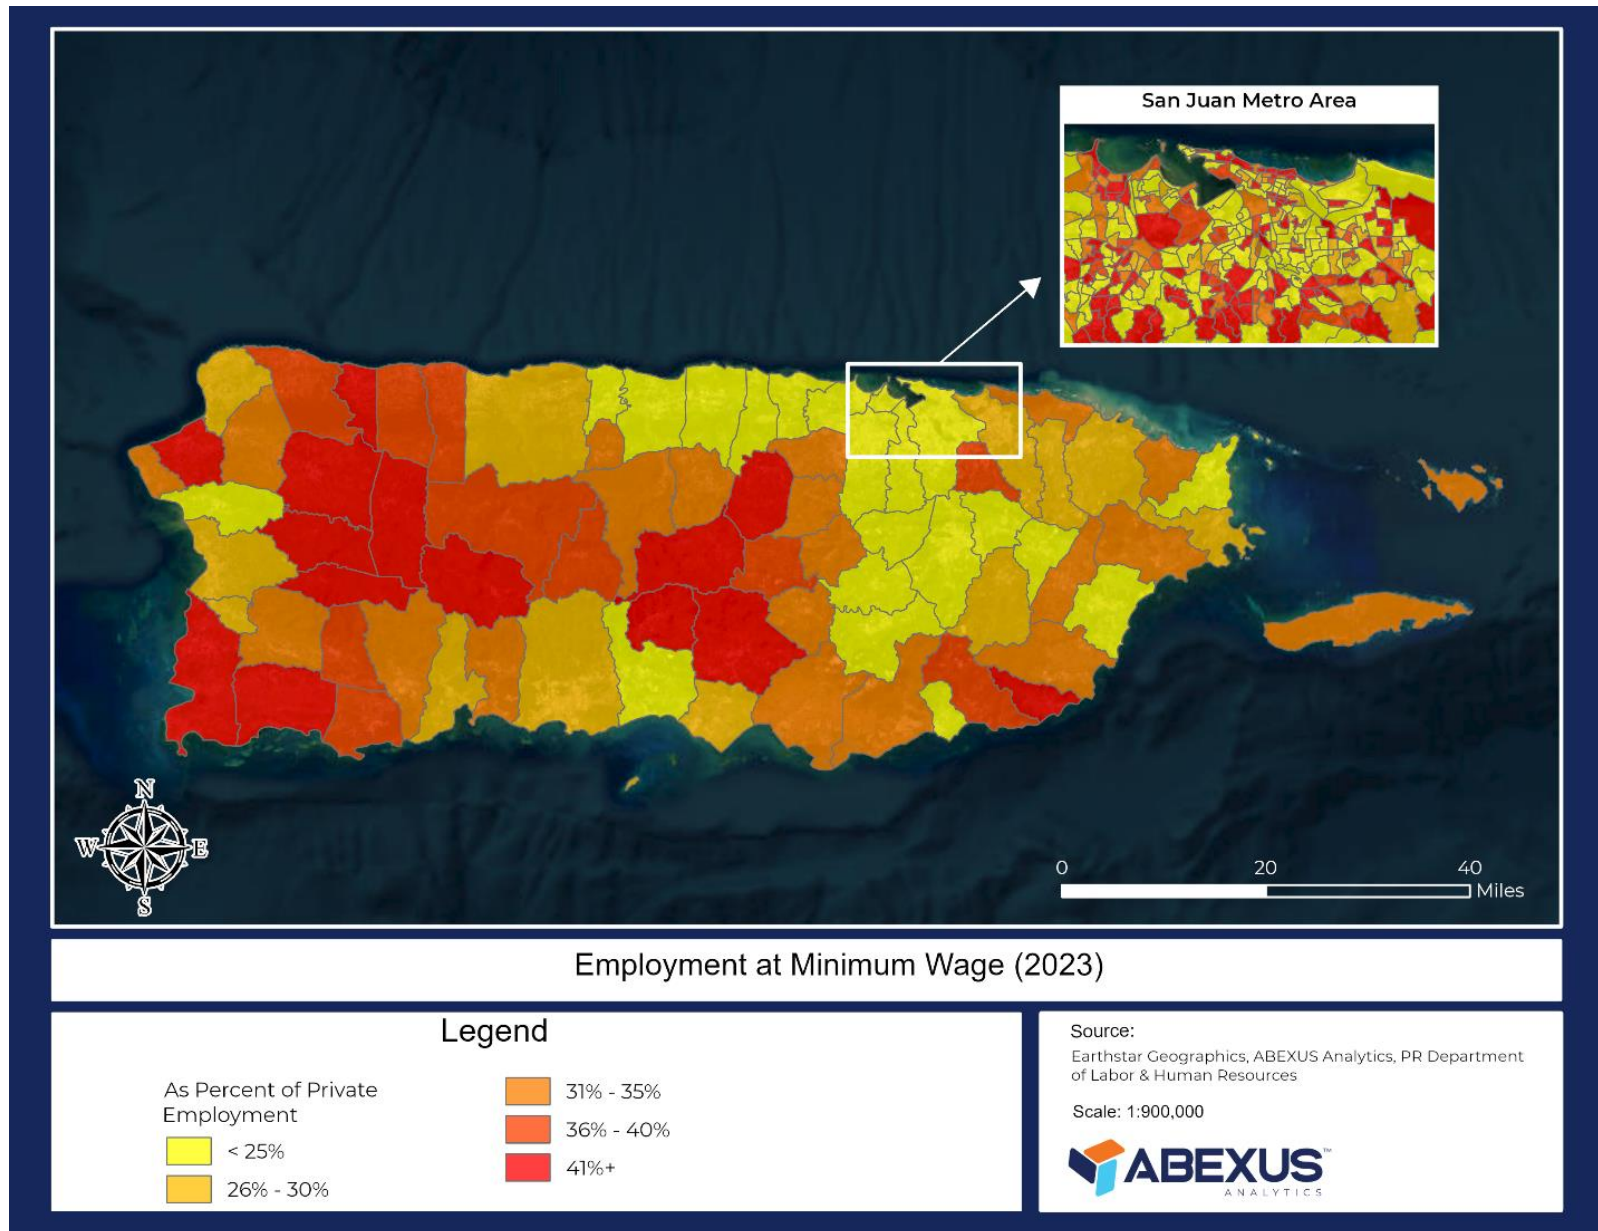 San Juan Metro Area
N
W
E
S
0
20
40
Miles
Employment at Minimum Wage (2023)
Legend
As Percent of Private
Employment
< 25%
26% - 30%
31% - 35%
36% - 40%
41%+
Source:
Earthstar Geographics, ABEXUS Analytics, PR Department
of Labor & Human Resources
Scale: 1:900,000
ABEXUS™
ANALYTICS